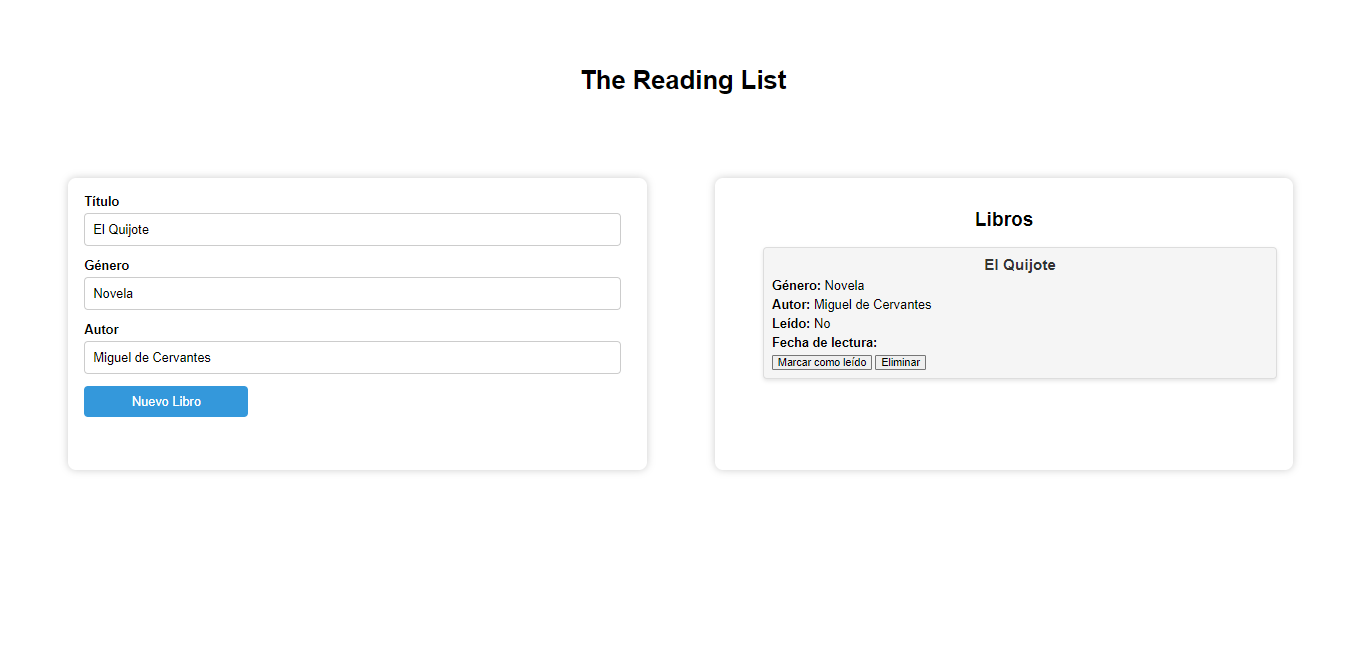 The Reading List
Título
El Quijote
Género
Novela
Autor
Miguel de Cervantes
Nuevo Libro
Libros
El Quijote
Género: Novela
Autor: Miguel de Cervantes
Leído: No
Fecha de lectura:
Marcar como leído Eliminar